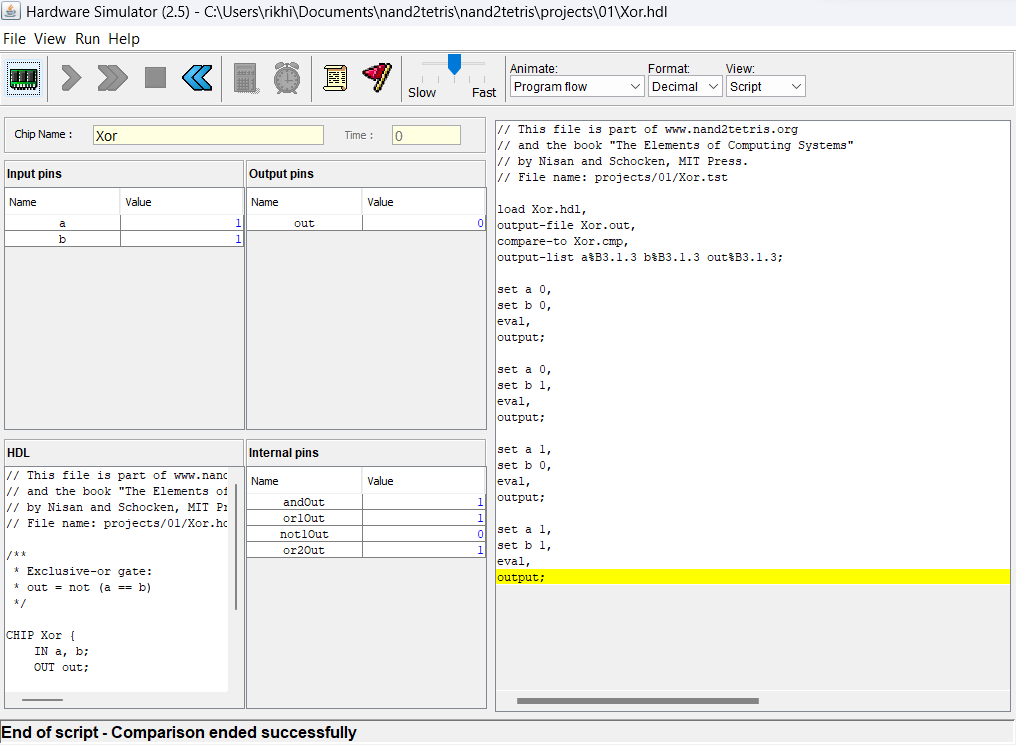 Hardware Simulator (2.5) - C:\Users\rikhi\Documents\nand2tetris\nand2tetris\projects\01\Xor.hdl
File View Run Help
Slow Fast
Animate: Format: View:
Program flow Decimal Script
Chip Name : Xor Time : 0
Input pins
Name Value
a 1
b 1
Output pins
Name Value
out 0
HDL
// This file is part of www.nand
// and the book "The Elements of
// by Nisan and Schocken, MIT Pr
// File name: projects/01/Xor.hd
/**
* Exclusive-or gate:
* out = not (a == b)
*/
CHIP Xor {
IN a, b;
OUT out;
Internal pins
Name Value
andOut 1
or1Out 1
not1Out 0
or2Out 1
// This file is part of www.nand2tetris.org
// and the book "The Elements of Computing Systems"
// by Nisan and Schocken, MIT Press.
// File name: projects/01/Xor.tst
load Xor.hdl,
output-file Xor.out,
compare-to Xor.cmp,
output-list a%B3.1.3 b%B3.1.3 out%B3.1.3;
set a 0,
set b 0,
eval,
output;
set a 0,
set b 1,
eval,
output;
set a 1,
set b 0,
eval,
output;
set a 1,
set b 1,
eval,
output;
End of script - Comparison ended successfully